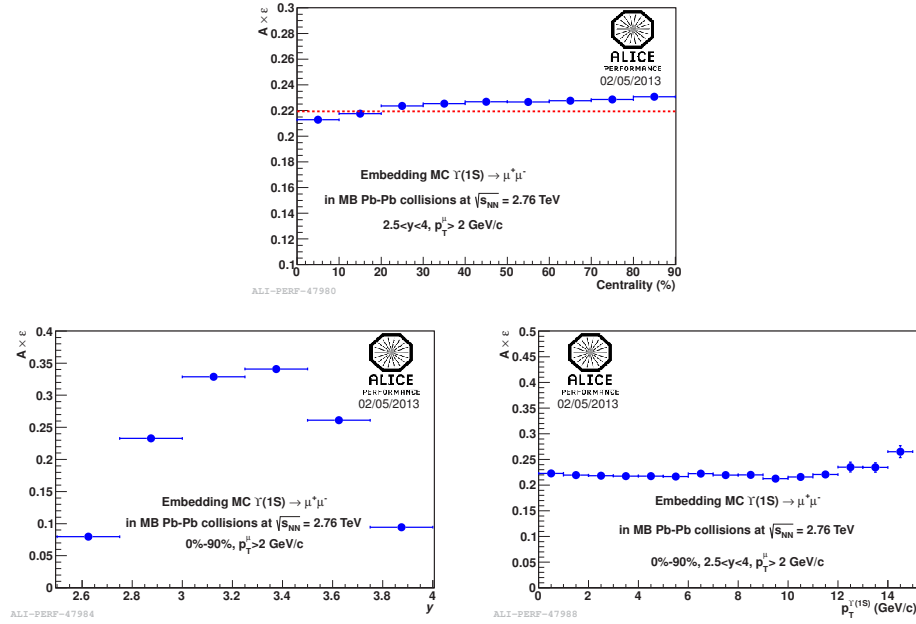 A × ε
0.3
0.28
0.26
0.24
0.22
0.2
0.18
0.16
0.14
0.12
0.1
ALICE
PERFORMANCE
02/05/2013
Embedding MC ϒ(1S) → μ⁺μ⁻
in MB Pb-Pb collisions at √s_NN = 2.76 TeV
2.5<y<4, p_T^μ > 2 GeV/c
0 10 20 30 40 50 60 70 80 90
Centrality (%)
ALI-PERF-47980
A × ε
0.4
0.35
0.3
0.25
0.2
0.15
0.1
0.05
0
ALICE
PERFORMANCE
02/05/2013
Embedding MC ϒ(1S) → μ⁺μ⁻
in MB Pb-Pb collisions at √s_NN = 2.76 TeV
0%-90%, p_T^μ>2 GeV/c
2.6 2.8 3 3.2 3.4 3.6 3.8 4
y
ALI-PERF-47984
A × ε
0.5
0.45
0.4
0.35
0.3
0.25
0.2
0.15
0.1
0.05
0
ALICE
PERFORMANCE
02/05/2013
Embedding MC ϒ(1S) → μ⁺μ⁻
in MB Pb-Pb collisions at √s_NN = 2.76 TeV
0%-90%, 2.5<y<4, p_T^μ > 2 GeV/c
0 2 4 6 8 10 12 14
p_T^ϒ(1S) (GeV/c)
ALI-PERF-47988